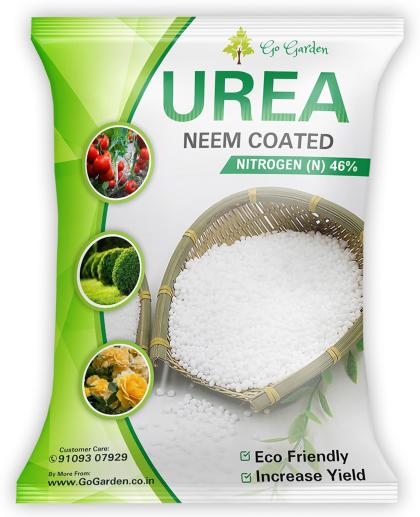 Go Garden
UREA
NEEM COATED
NITROGEN (N) 46%
Customer Care:
91093 07929
By More From:
www.GoGarden.co.in
Eco Friendly
Increase Yield